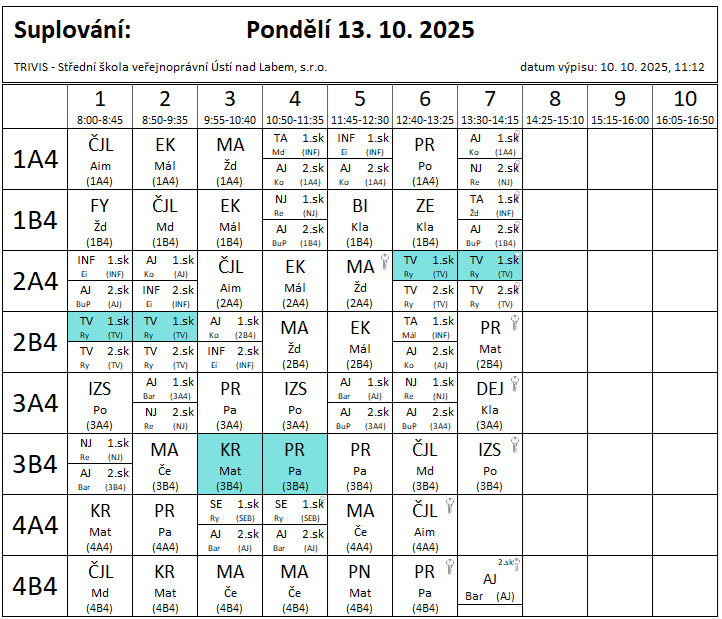 Suplování: Pondělí 13. 10. 2025
TRIVIS - Střední škola veřejnoprávní Ústí nad Labem, s.r.o. datum výpisu: 10. 10. 2025, 11:12
1 2 3 4 5 6 7 8 9 10
8:00-8:45 8:50-9:35 9:55-10:40 10:50-11:35 11:45-12:30 12:40-13:25 13:30-14:15 14:25-15:10 15:15-16:00 16:05-16:50
1A4
ČJL EK MA TA 1.sk INF 1.sk PR AJ 1.sk
Aim Mál Žd Md (INF) Ei (INF) Po Ko (1A4)
(1A4) (1A4) (1A4) AJ 2.sk AJ 2.sk (1A4) NJ 2.sk
Ko (1A4) Ko (1A4) Re (NJ)
1B4
FY ČJL EK NJ 1.sk BI ZE TA 1.sk
Žd Md Mál Re (NJ) Kla Kla Žd (INF)
(1B4) (1B4) (1B4) AJ 2.sk (1B4) (1B4) AJ 2.sk
BuP (1B4) BuP (1B4)
2A4
INF 1.sk AJ 1.sk ČJL EK MA TV 1.sk TV 1.sk
Ei (INF) Ko (AJ) Aim Mál Žd Ry (TV) Ry (TV)
AJ 2.sk INF 2.sk (2A4) (2A4) (2A4) TV 2.sk TV 2.sk
BuP (AJ) Ei (INF) Ry (TV) Ry (TV)
2B4
TV 1.sk TV 1.sk AJ 1.sk MA EK TA 1.sk PR
Ry (TV) Ry (TV) Ko (2B4) Žd Mál Mál (INF) Mat
TV 2.sk TV 2.sk INF 2.sk (2B4) (2B4) AJ 2.sk (2B4)
Ry (TV) Ry (TV) Ei (INF) Ko (AJ)
3A4
IZS AJ 1.sk PR IZS AJ 1.sk NJ 1.sk DEJ
Po Bar (3A4) Pa Po Bar (AJ) Re (NJ) Kla
(3A4) NJ 2.sk (3A4) (3A4) AJ 2.sk AJ 2.sk (3A4)
Re (NJ) BuP (3A4) BuP (3A4)
3B4
NJ 1.sk MA KR PR PR ČJL IZS
Re (NJ) Če Mat Pa Pa Md Po
AJ 2.sk (3B4) (3B4) (3B4) (3B4) (3B4) (3B4)
Bar (3B4)
4A4
KR PR SE 1.sk SE 1.sk MA ČJL
Mat Pa Ry (SEB) Ry (SEB) Če Aim
(4A4) (4A4) AJ 2.sk AJ 2.sk (4A4) (4A4)
Bar (AJ) Bar (AJ)
4B4
ČJL KR MA MA PN PR 2.sk
Md Mat Če Če Mat Pa AJ
(4B4) (4B4) (4B4) (4B4) (4B4) (4B4) Bar (AJ)